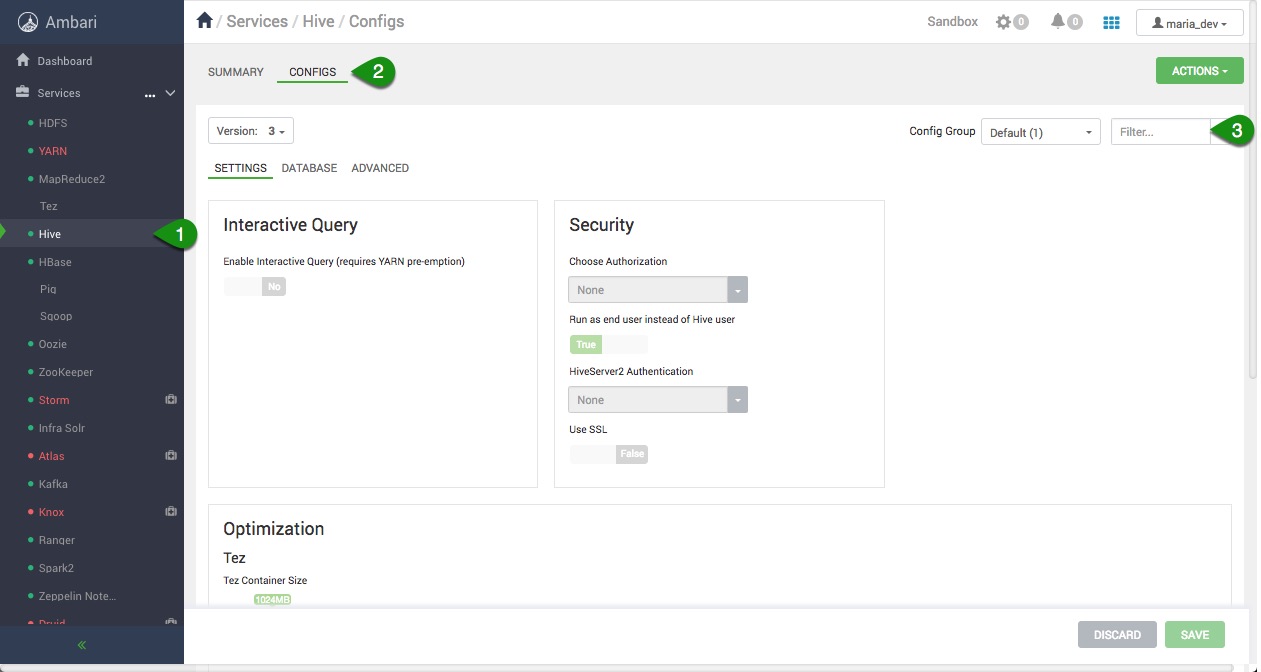 Ambari
/ Services / Hive / Configs
Sandbox
0
0
maria_dev
Dashboard
Services
...
HDFS
YARN
MapReduce2
Tez
Hive
1
HBase
Pig
Sqoop
Oozie
ZooKeeper
Storm
Infra Solr
Atlas
Kafka
Knox
Ranger
Spark2
Zeppelin Note...
Druid
«
SUMMARY
CONFIGS
2
ACTIONS
Version: 3
Config Group
Default (1)
Filter...
3
SETTINGS
DATABASE
ADVANCED
Interactive Query
Enable Interactive Query (requires YARN pre-emption)
No
Security
Choose Authorization
None
Run as end user instead of Hive user
True
HiveServer2 Authentication
None
Use SSL
False
Optimization
Tez
Tez Container Size
1024MB
DISCARD
SAVE